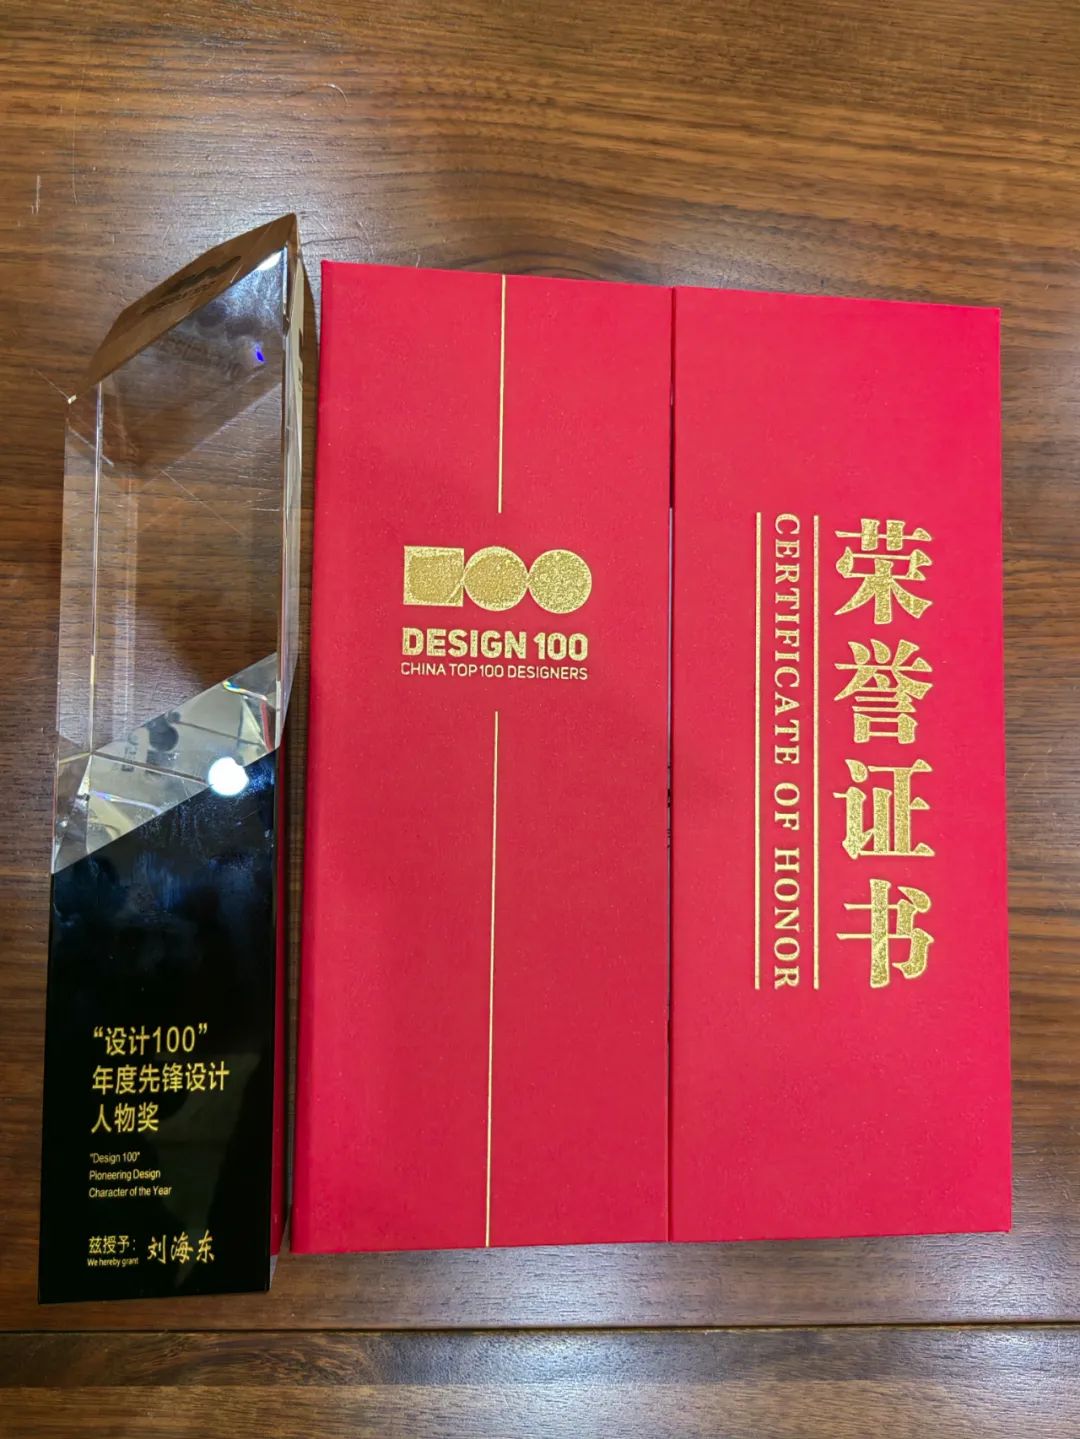 “设计100”
年度先锋设计
人物奖
"Design 100"
Pioneering Design
Character of the Year
兹授予：刘海东
We hereby grant
DESIGN 100
CHINA TOP 100 DESIGNERS
荣誉证书
CERTIFICATE OF HONOR